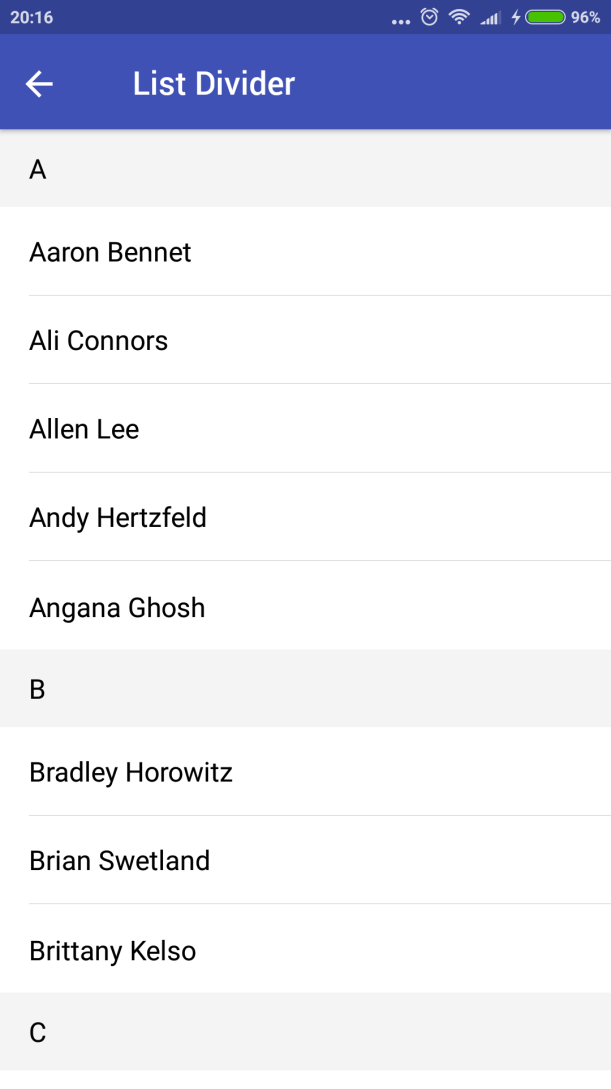 20:16 96%
List Divider
A
Aaron Bennet
Ali Connors
Allen Lee
Andy Hertzfeld
Angana Ghosh
B
Bradley Horowitz
Brian Swetland
Brittany Kelso
C